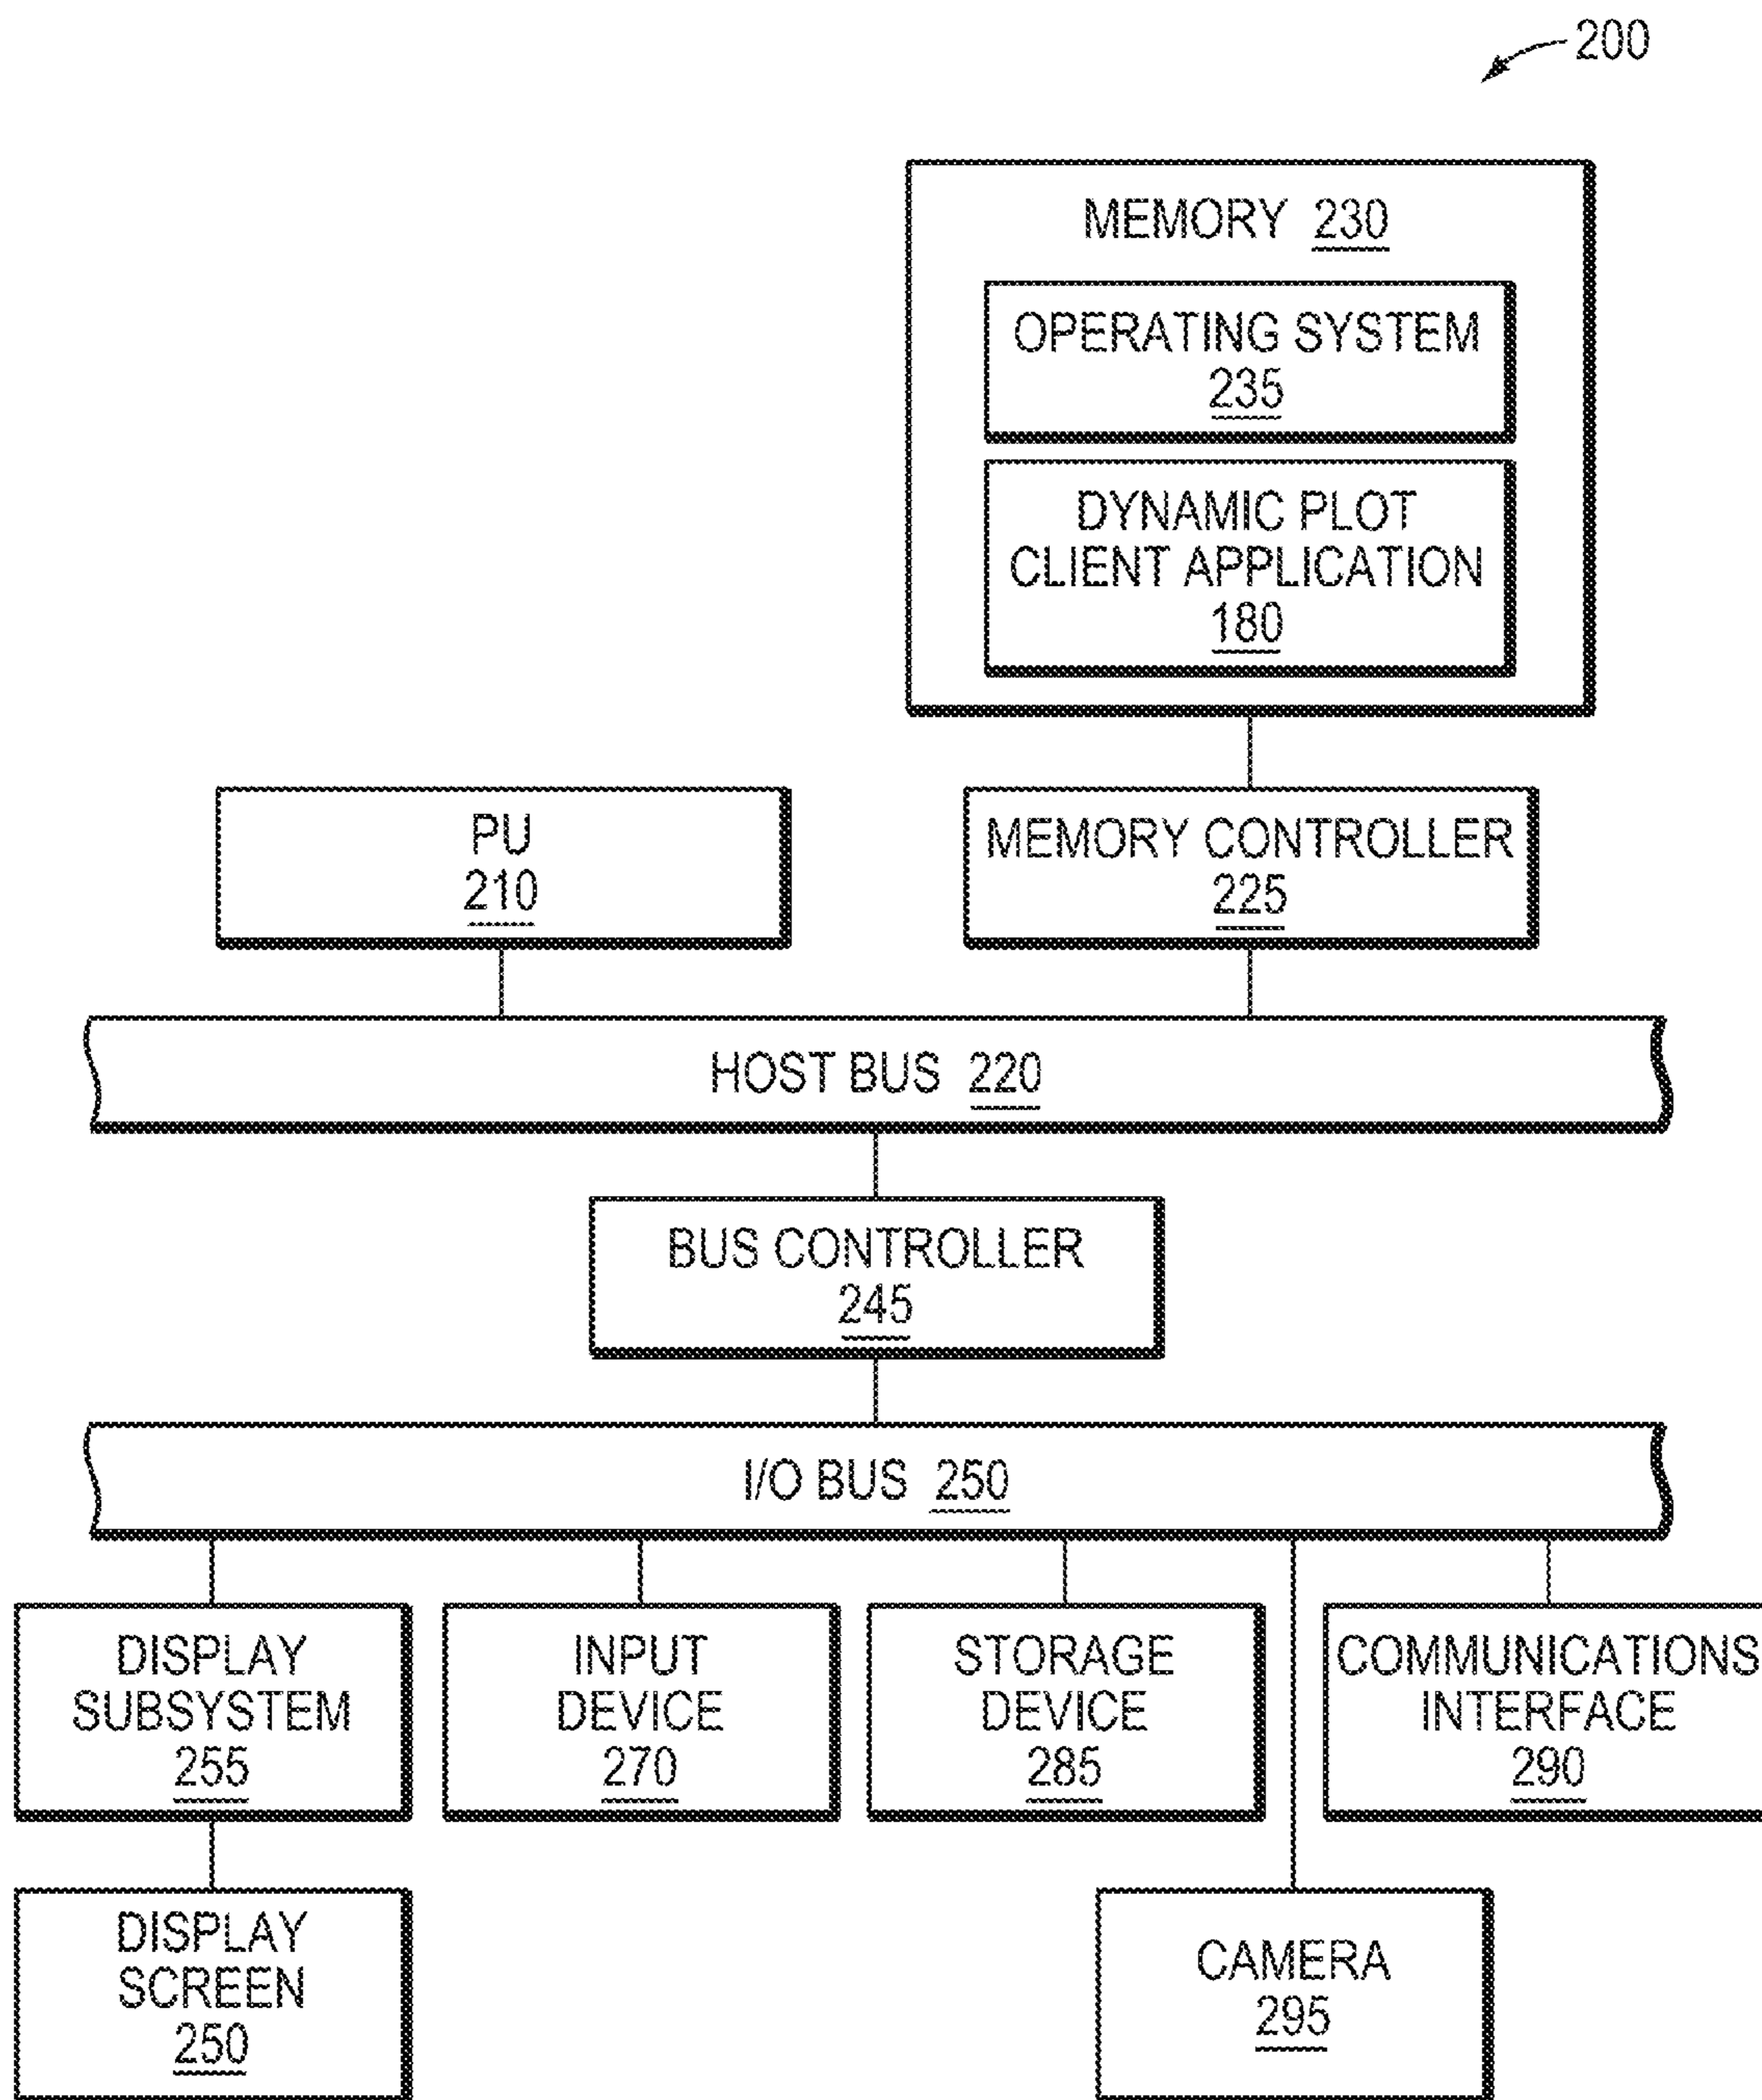 200
MEMORY 230
OPERATING SYSTEM
235
DYNAMIC PLOT
CLIENT APPLICATION
180
PU
210
MEMORY CONTROLLER
225
HOST BUS 220
BUS CONTROLLER
245
I/O BUS 250
DISPLAY
SUBSYSTEM
255
INPUT
DEVICE
270
STORAGE
DEVICE
285
COMMUNICATIONS
INTERFACE
290
DISPLAY
SCREEN
250
CAMERA
295